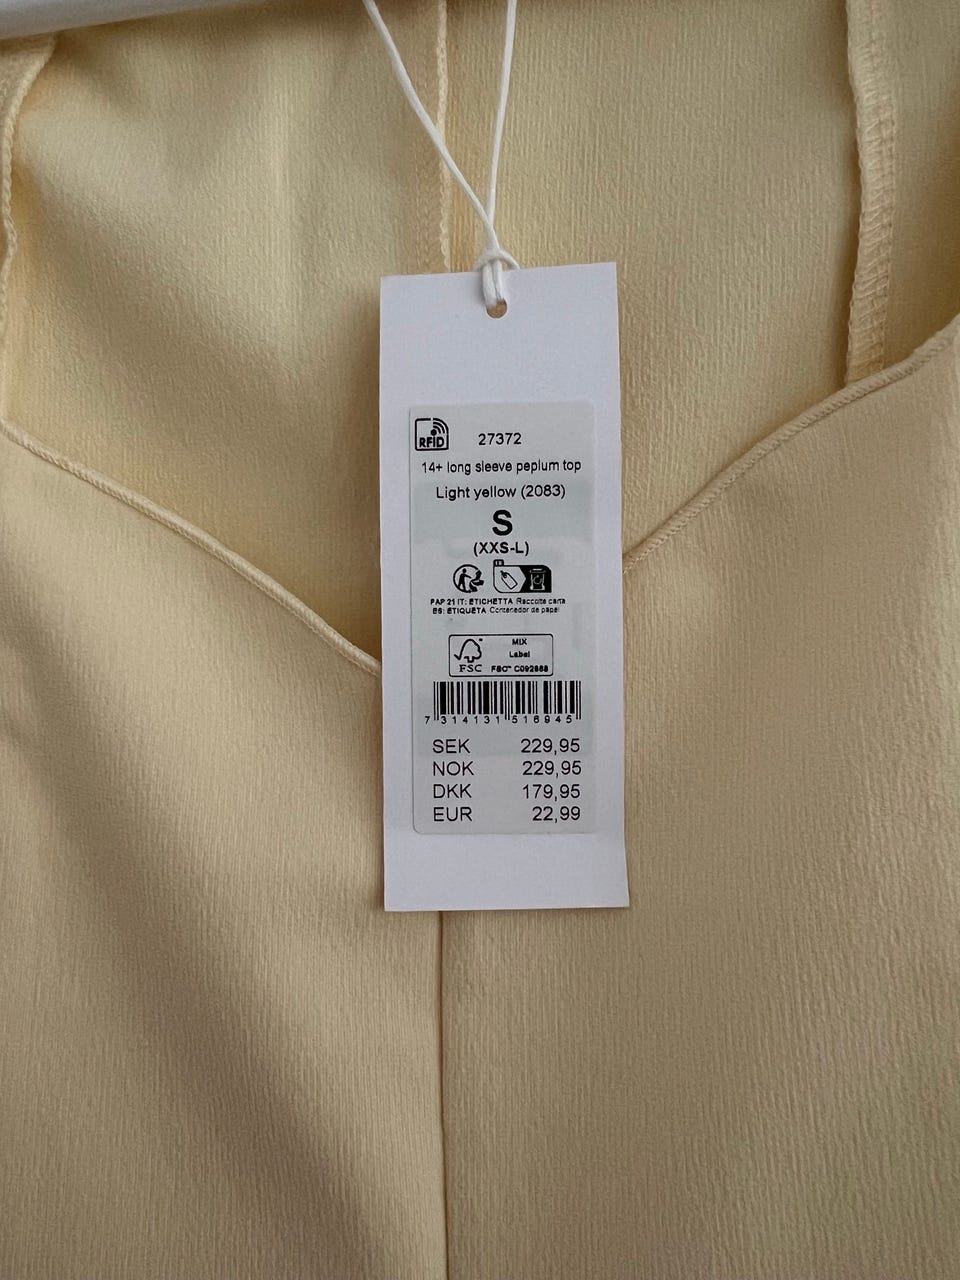 RFID
27372
14+ long sleeve peplum top
Light yellow (2083)
S
(XXS-L)
PAP 21 IT: ETICHETTA Raccolta carta
ES: ETIQUETA Contenedor de papel
MIX
Label
FSC
FSC™ C092888
7 314131 516945
SEK 229,95
NOK 229,95
DKK 179,95
EUR 22,99